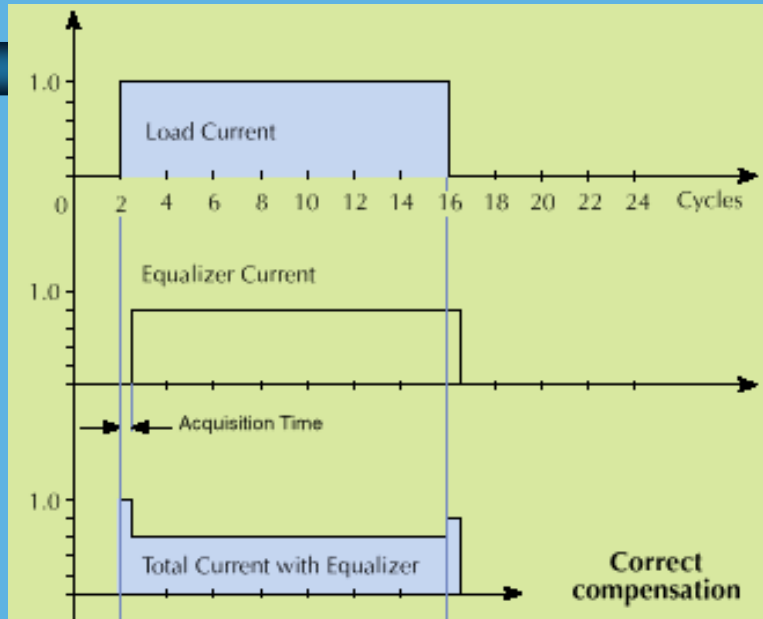 1.0
Load Current
0 2 4 6 8 10 12 14 16 18 20 22 24 Cycles
Equalizer Current
1.0
Acquisition Time
1.0
Total Current with Equalizer
Correct
compensation